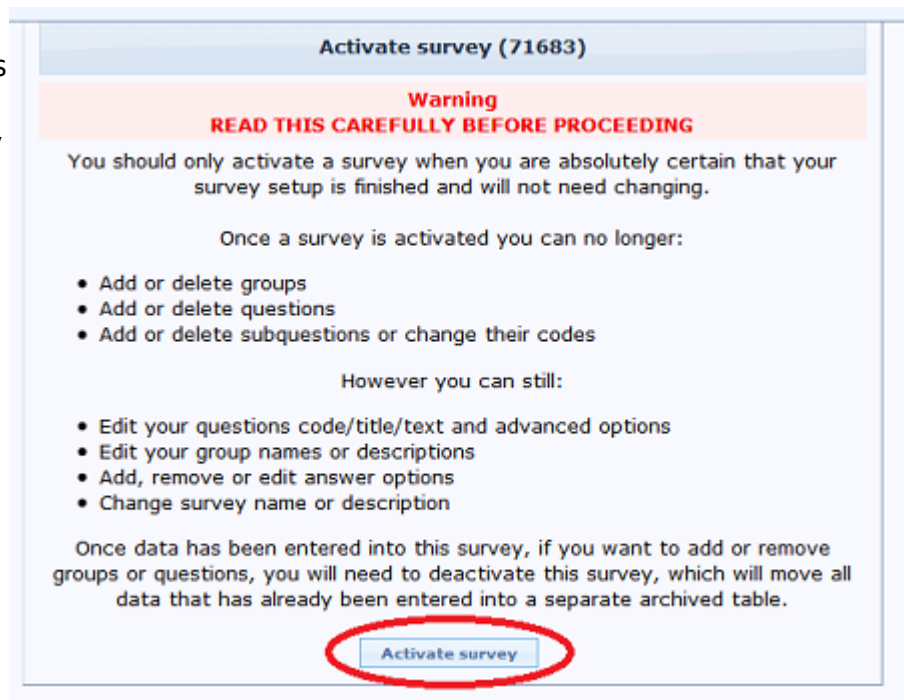 Activate survey (71683)
s
Warning
READ THIS CAREFULLY BEFORE PROCEEDING
You should only activate a survey when you are absolutely certain that your
survey setup is finished and will not need changing.
Once a survey is activated you can no longer:
• Add or delete groups
• Add or delete questions
• Add or delete subquestions or change their codes
However you can still:
• Edit your questions code/title/text and advanced options
• Edit your group names or descriptions
• Add, remove or edit answer options
• Change survey name or description
Once data has been entered into this survey, if you want to add or remove
groups or questions, you will need to deactivate this survey, which will move all
data that has already been entered into a separate archived table.
Activate survey